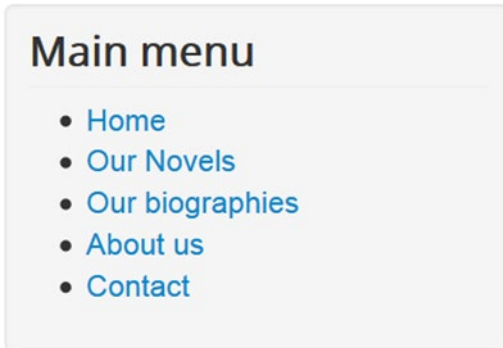 Main menu
Home
Our Novels
Our biographies
About us
Contact